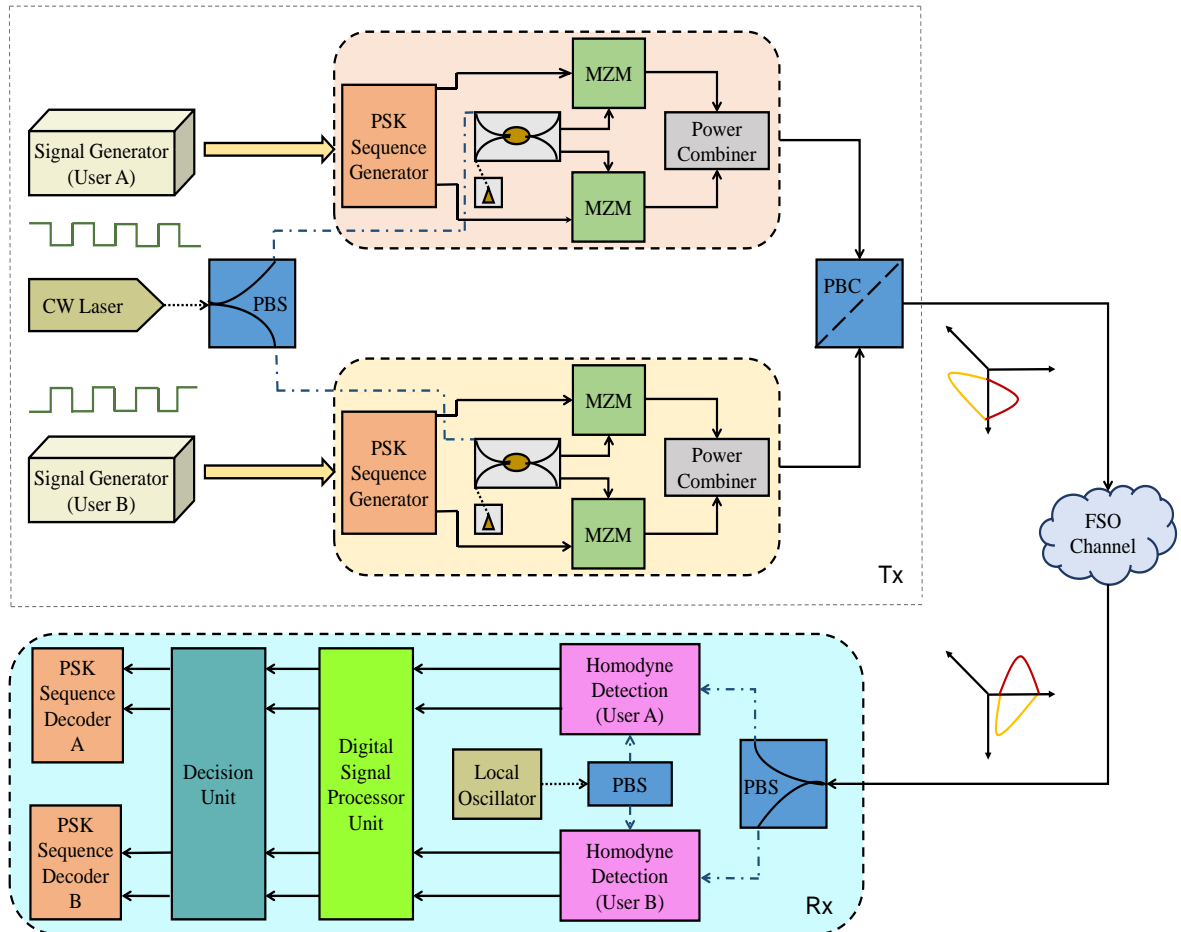 Signal Generator
(User A)
PSK
Sequence
Generator
MZM
MZM
Power
Combiner
CW Laser
PBS
PBC
Signal Generator
(User B)
PSK
Sequence
Generator
MZM
MZM
Power
Combiner
Tx
FSO
Channel
PSK
Sequence
Decoder
A
PSK
Sequence
Decoder
B
Decision
Unit
Digital
Signal
Processor
Unit
Homodyne
Detection
(User A)
Local
Oscillator
PBS
Homodyne
Detection
(User B)
PBS
Rx